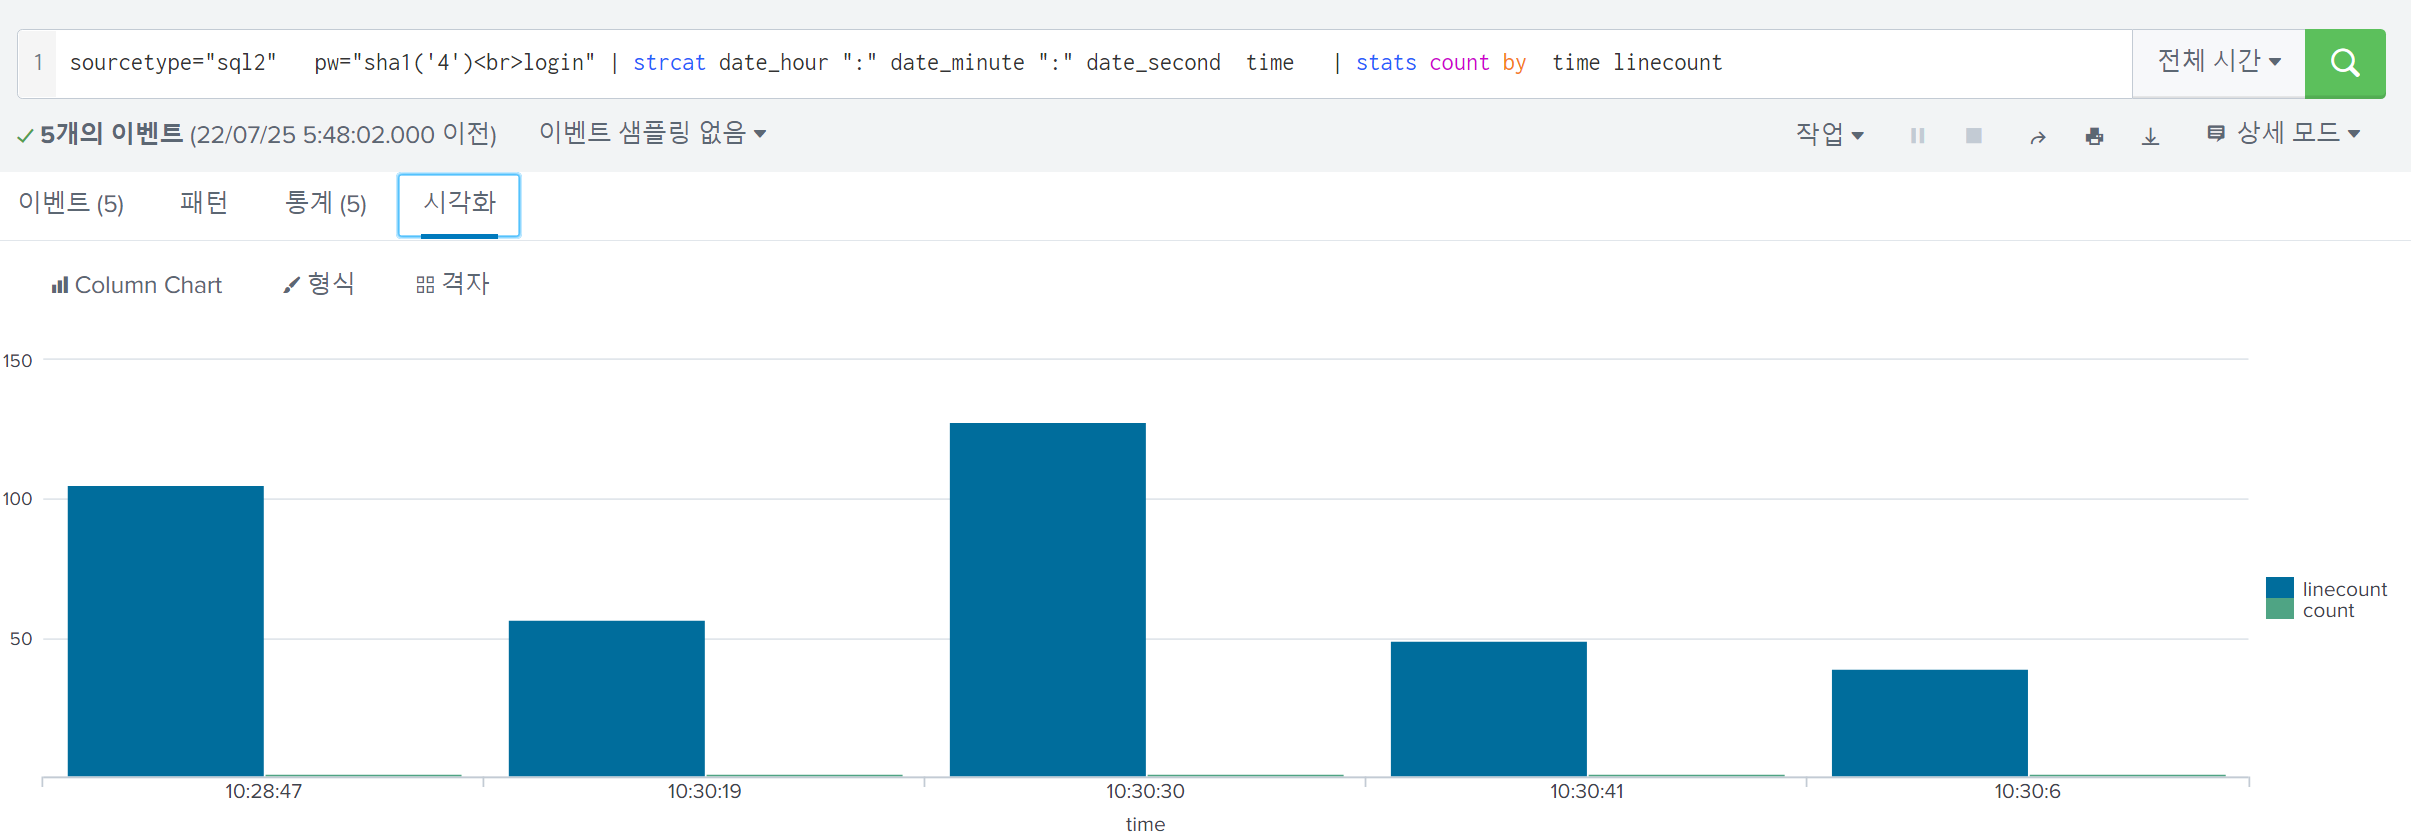 1 sourcetype="sql2" pw="sha1('4')<br>login" | strcat date_hour ":" date_minute ":" date_second time | stats count by time linecount
전체 시간
5개의 이벤트 (22/07/25 5:48:02.000 이전) 이벤트 샘플링 없음
작업 상세 모드
이벤트 (5) 패턴 통계 (5) 시각화
Column Chart 형식 격자
150
100
50
linecount
count
10:28:47 10:30:19 10:30:30 10:30:41 10:30:6
time